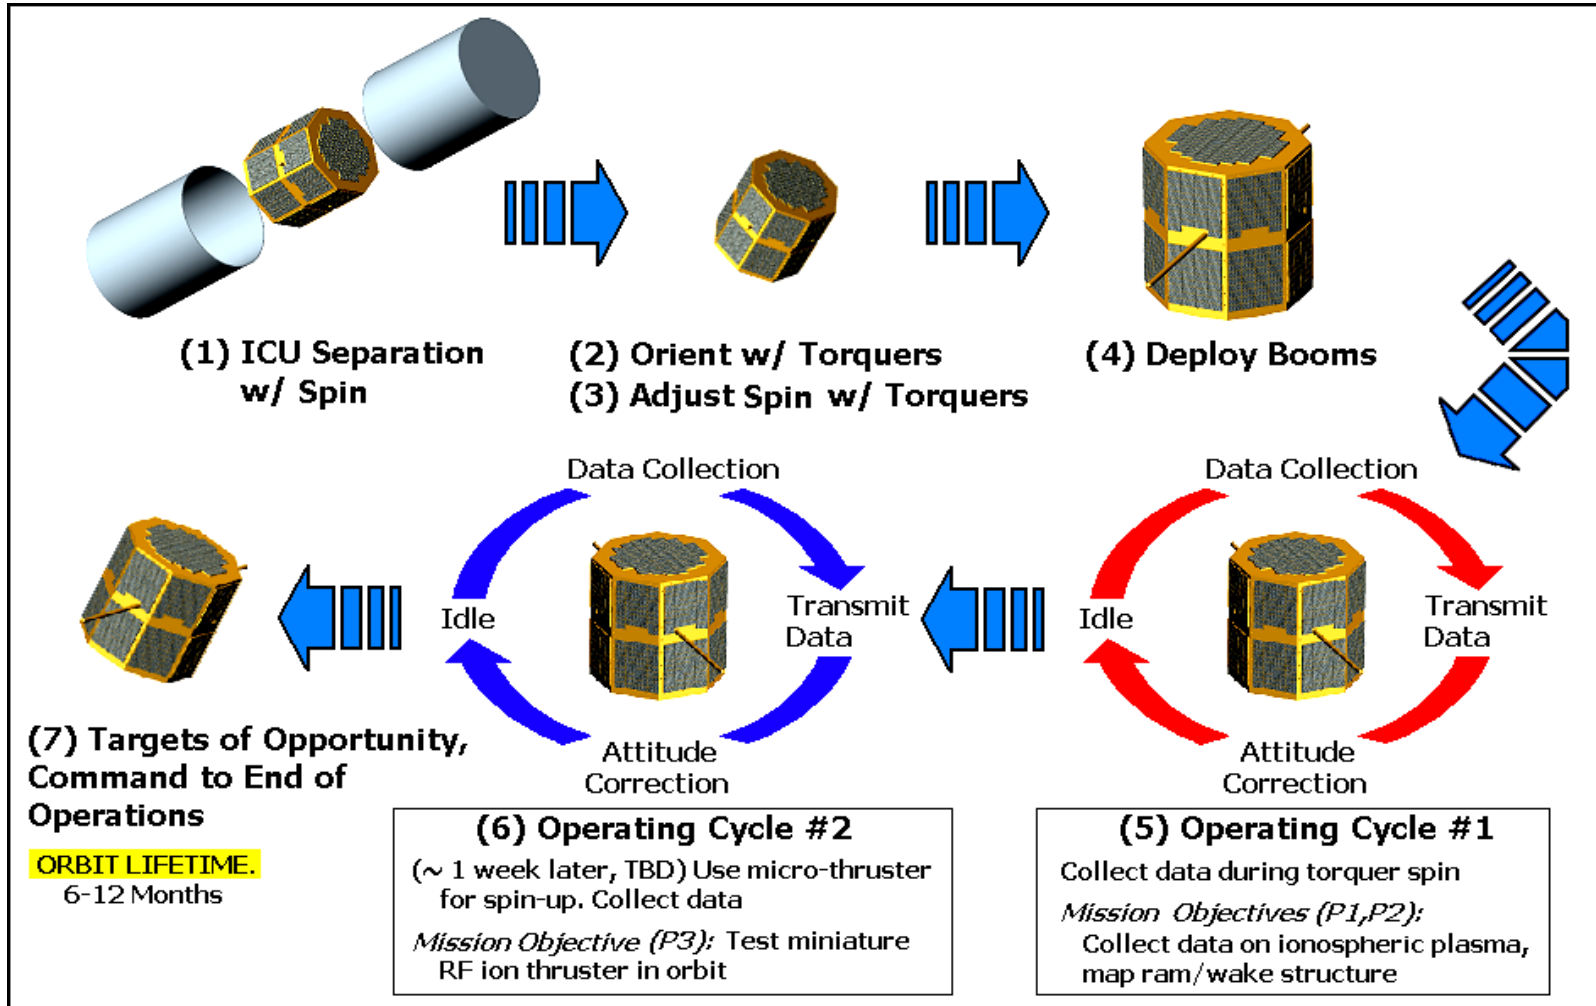 (1) ICU Separation
w/ Spin
(2) Orient w/ Torquers
(3) Adjust Spin w/ Torquers
(4) Deploy Booms
Data Collection
Transmit
Data
Attitude
Correction
Idle
(5) Operating Cycle #1
Collect data during torquer spin
Mission Objectives (P1,P2):
Collect data on ionospheric plasma,
map ram/wake structure
Data Collection
Transmit
Data
Attitude
Correction
Idle
(6) Operating Cycle #2
(~ 1 week later, TBD) Use micro-thruster
for spin-up. Collect data
Mission Objective (P3): Test miniature
RF ion thruster in orbit
(7) Targets of Opportunity,
Command to End of
Operations
ORBIT LIFETIME.
6-12 Months